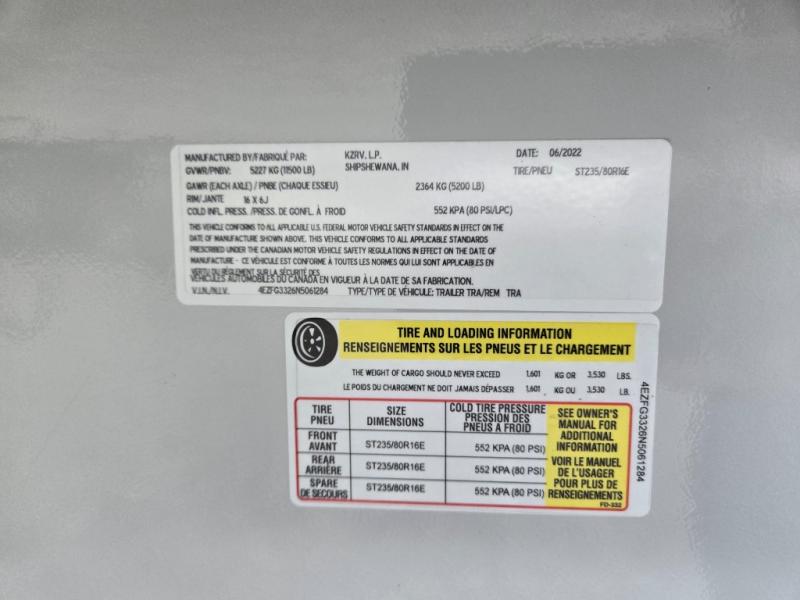 MANUFACTURED BY/FABRIQUÉ PAR: KZRV, L.P. DATE: 06/2022
GVWR/PNBV: 5227 KG (11500 LB) SHIPSHEWANA, IN TIRE/PNEU ST235/80R16E
GAWR (EACH AXLE) / PNBE (CHAQUE ESSIEU) 2364 KG (5200 LB)
RIM/JANTE 16 X 6J
COLD INFL. PRESS. /PRESS. DE GONFL. À FROID 552 KPA (80 PSI/LPC)
THIS VEHICLE CONFORMS TO ALL APPLICABLE U.S. FEDERAL MOTOR VEHICLE SAFETY STANDARDS IN EFFECT ON THE
DATE OF MANUFACTURE SHOWN ABOVE. THIS VEHICLE CONFORMS TO ALL APPLICABLE STANDARDS
PRESCRIBED UNDER THE CANADIAN MOTOR VEHICLE SAFETY REGULATIONS IN EFFECT ON THE DATE OF
MANUFACTURE - CE VÉHICULE EST CONFORME À TOUTES LES NORMES QUI LUI SONT APPLICABLES EN
VERTU DU RÈGLEMENT SUR LA SÉCURITÉ DES
VÉHICULES AUTOMOBILES DU CANADA EN VIGUEUR À LA DATE DE SA FABRICATION.
V.I.N./N.I.V. 4EZFG3326N5061284 TYPE/TYPE DE VÉHICULE: TRAILER TRA/REM TRA
TIRE AND LOADING INFORMATION
RENSEIGNEMENTS SUR LES PNEUS ET LE CHARGEMENT
THE WEIGHT OF CARGO SHOULD NEVER EXCEED 1,601 KG OR 3,530 LBS.
LE POIDS DU CHARGEMENT NE DOIT JAMAIS DÉPASSER 1,601 KG OU 3,530 LB.
TIRE
PNEU
SIZE
DIMENSIONS
COLD TIRE PRESSURE
PRESSION DES
PNEUS A FROID
FRONT
AVANT
ST235/80R16E
552 KPA (80 PSI)
REAR
ARRIÈRE
ST235/80R16E
552 KPA (80 PSI)
SPARE
DE SECOURS
ST235/80R16E
552 KPA (80 PSI)
SEE OWNER'S
MANUAL FOR
ADDITIONAL
INFORMATION
VOIR LE MANUEL
DE L'USAGER
POUR PLUS DE
RENSEIGNEMENTS
FD-332
4EZFG3326N5061284